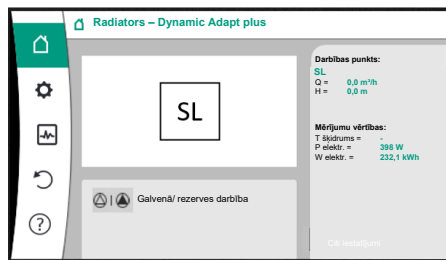 Radiators – Dynamic Adapt plus
SL
Galvenā/ rezerves darbība
Darbības punkts:
SL
Q = 0,0 m³/h
H = 0,0 m
Mērījumu vērtības:
T šķidrums = -
P elektr. = 398 W
W elektr. = 232,1 kWh
Citi iestatījumi